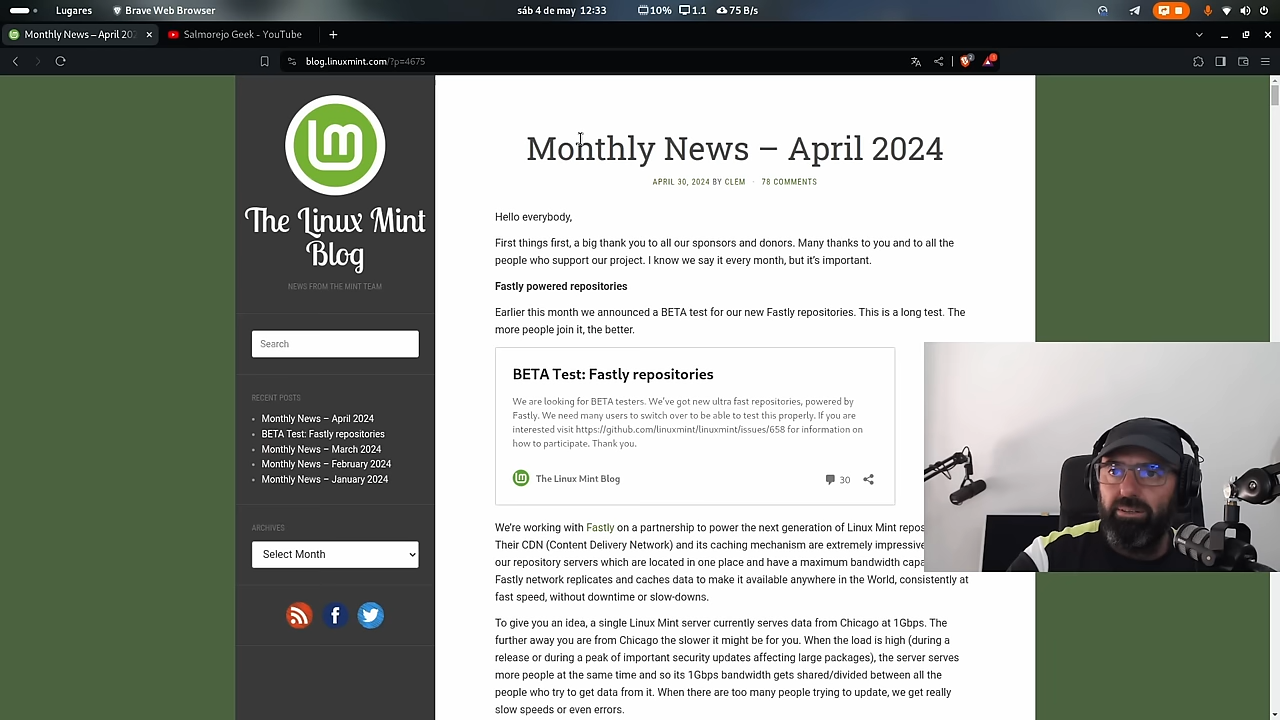 Lugares
Brave Web Browser
sáb 4 de may 12:33
10%
1.1
75 B/s
Monthly News – April 202
Salmorejo Geek - YouTube
blog.linuxmint.com/?p=4675
The Linux Mint
Blog
NEWS FROM THE MINT TEAM
Search
RECENT POSTS
Monthly News – April 2024
BETA Test: Fastly repositories
Monthly News – March 2024
Monthly News – February 2024
Monthly News – January 2024
ARCHIVES
Select Month
Monthly News – April 2024
APRIL 30, 2024 BY CLEM · 78 COMMENTS
Hello everybody,
First things first, a big thank you to all our sponsors and donors. Many thanks to you and to all the
people who support our project. I know we say it every month, but it's important.
Fastly powered repositories
Earlier this month we announced a BETA test for our new Fastly repositories. This is a long test. The
more people join it, the better.
BETA Test: Fastly repositories
We are looking for BETA testers. We've got new ultra fast repositories, powered by
Fastly. We need many users to switch over to be able to test this properly. If you are
interested visit https://github.com/linuxmint/linuxmint/issues/658 for information on
how to participate. Thank you.
The Linux Mint Blog
30
We're working with Fastly on a partnership to power the next generation of Linux Mint repos
Their CDN (Content Delivery Network) and its caching mechanism are extremely impressive
our repository servers which are located in one place and have a maximum bandwidth capa
Fastly network replicates and caches data to make it available anywhere in the World, consistently at
fast speed, without downtime or slow-downs.
To give you an idea, a single Linux Mint server currently serves data from Chicago at 1Gbps. The
further away you are from Chicago the slower it might be for you. When the load is high (during a
release or during a peak of important security updates affecting large packages), the server serves
more people at the same time and so its 1Gbps bandwidth gets shared/divided between all the
people who try to get data from it. When there are too many people trying to update, we get really
slow speeds or even errors.